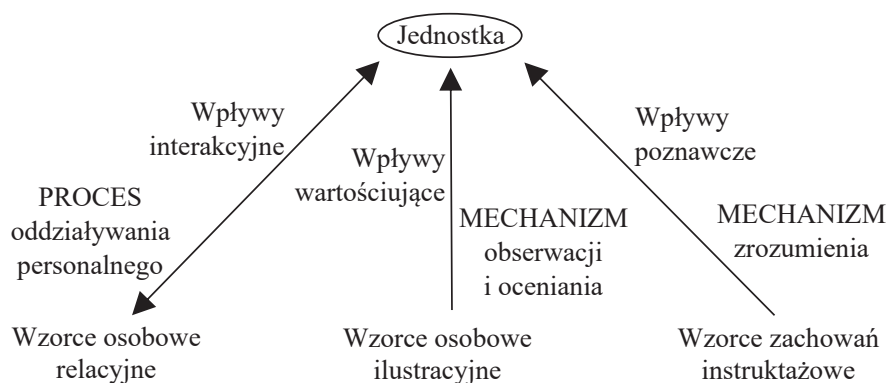 Jednostka
Wpływy
interakcyjne
PROCES
oddziaływania
personalnego
Wzorce osobowe
relacyjne
Wpływy
wartościujące
MECHANIZM
obserwacji
i oceniania
Wzorce osobowe
ilustracyjne
Wpływy
poznawcze
MECHANIZM
zrozumienia
Wzorce zachowań
instruktażowe